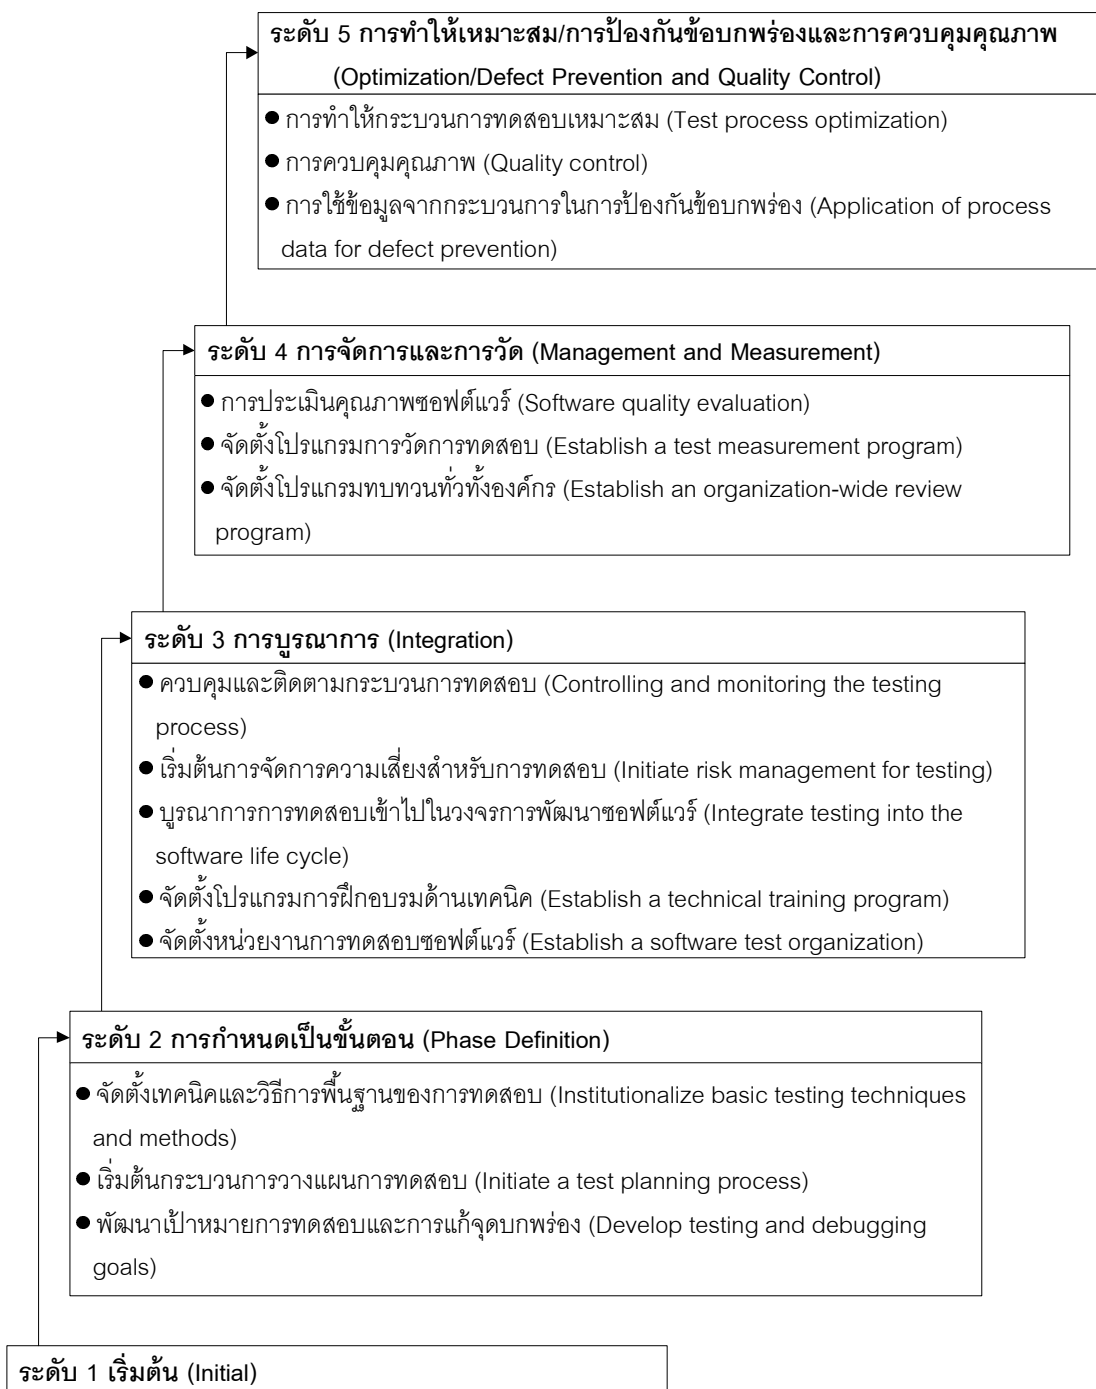 ระดับ 5 การทำให้เหมาะสม/การป้องกันข้อบกพร่องและการควบคุมคุณภาพ
(Optimization/Defect Prevention and Quality Control)
● การทำให้กระบวนการทดสอบเหมาะสม (Test process optimization)
● การควบคุมคุณภาพ (Quality control)
● การใช้ข้อมูลจากกระบวนการในการป้องกันข้อบกพร่อง (Application of process
data for defect prevention)
ระดับ 4 การจัดการและการวัด (Management and Measurement)
● การประเมินคุณภาพซอฟต์แวร์ (Software quality evaluation)
● จัดตั้งโปรแกรมการวัดการทดสอบ (Establish a test measurement program)
● จัดตั้งโปรแกรมทบทวนทั่วทั้งองค์กร (Establish an organization-wide review
program)
ระดับ 3 การบูรณาการ (Integration)
● ควบคุมและติดตามกระบวนการทดสอบ (Controlling and monitoring the testing
process)
● เริ่มต้นการจัดการความเสี่ยงสำหรับการทดสอบ (Initiate risk management for testing)
● บูรณาการการทดสอบเข้าไปในวงจรการพัฒนาซอฟต์แวร์ (Integrate testing into the
software life cycle)
● จัดตั้งโปรแกรมการฝึกอบรมด้านเทคนิค (Establish a technical training program)
● จัดตั้งหน่วยงานการทดสอบซอฟต์แวร์ (Establish a software test organization)
ระดับ 2 การกำหนดเป็นขั้นตอน (Phase Definition)
● จัดตั้งเทคนิคและวิธีการพื้นฐานของการทดสอบ (Institutionalize basic testing techniques
and methods)
● เริ่มต้นกระบวนการวางแผนการทดสอบ (Initiate a test planning process)
● พัฒนาเป้าหมายการทดสอบและการแก้จุดบกพร่อง (Develop testing and debugging
goals)
ระดับ 1 เริ่มต้น (Initial)